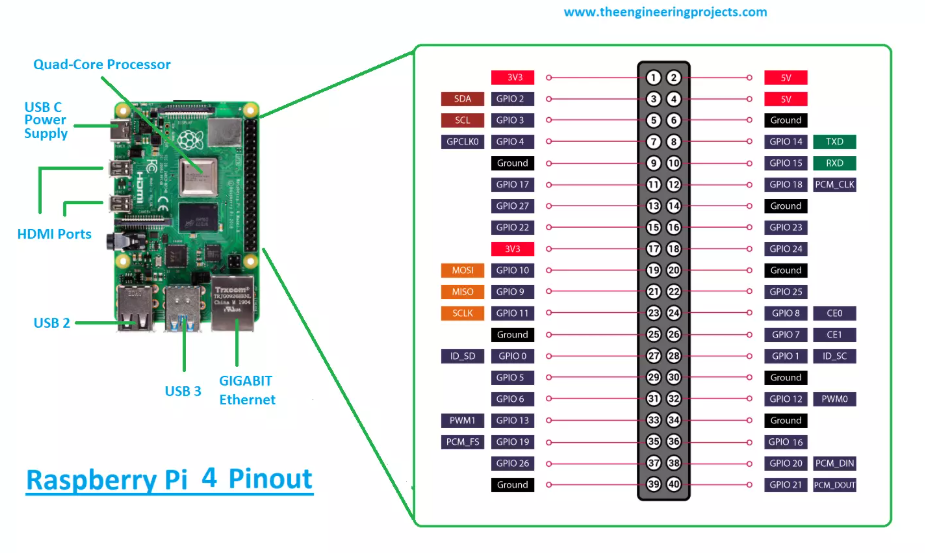 www.theengineeringprojects.com
Quad-Core Processor
USB C
Power
Supply
HDMI Ports
USB 2
USB 3
GIGABIT
Ethernet
HDMI
FC CE
Trxcom
TRJG0926HENL
China M 1904
Raspberry Pi 4 Pinout
3V3 1 2 5V
SDA GPIO 2 3 4 5V
SCL GPIO 3 5 6 Ground
GPCLK0 GPIO 4 7 8 GPIO 14 TXD
Ground 9 10 GPIO 15 RXD
GPIO 17 11 12 GPIO 18 PCM_CLK
GPIO 27 13 14 Ground
GPIO 22 15 16 GPIO 23
3V3 17 18 GPIO 24
MOSI GPIO 10 19 20 Ground
MISO GPIO 9 21 22 GPIO 25
SCLK GPIO 11 23 24 GPIO 8 CE0
Ground 25 26 GPIO 7 CE1
ID_SD GPIO 0 27 28 GPIO 1 ID_SC
GPIO 5 29 30 Ground
GPIO 6 31 32 GPIO 12 PWM0
PWM1 GPIO 13 33 34 Ground
PCM_FS GPIO 19 35 36 GPIO 16
GPIO 26 37 38 GPIO 20 PCM_DIN
Ground 39 40 GPIO 21 PCM_DOUT